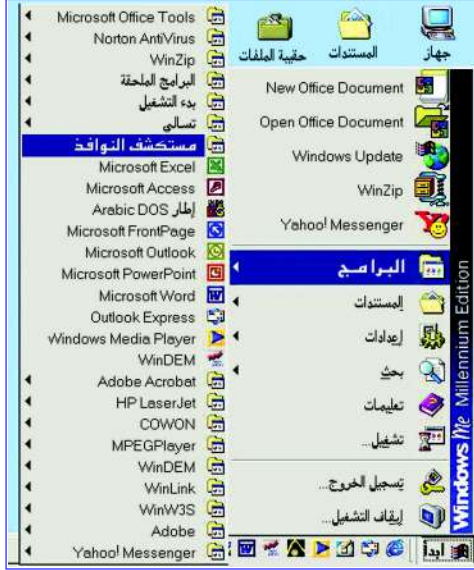 جهاز
المستندات
حقيبة الملفات
New Office Document
Open Office Document
Windows Update
WinZip
Yahoo! Messenger
البرامج
المستندات
إعدادات
بحث
تعليمات
تشغيل...
تسجيل الخروج...
إيقاف التشغيل...
Windows Me Millennium Edition
ابدأ
Microsoft Office Tools
Norton AntiVirus
WinZip
البرامج الملحقة
بدء التشغيل
تسالي
مستكشف النوافذ
Microsoft Excel
Microsoft Access
إطار Arabic DOS
Microsoft FrontPage
Microsoft Outlook
Microsoft PowerPoint
Microsoft Word
Outlook Express
Windows Media Player
WinDEM
Adobe Acrobat
HP LaserJet
COWON
MPEGPlayer
WinDEM
WinLink
WinW3S
Adobe
Yahoo! Messenger